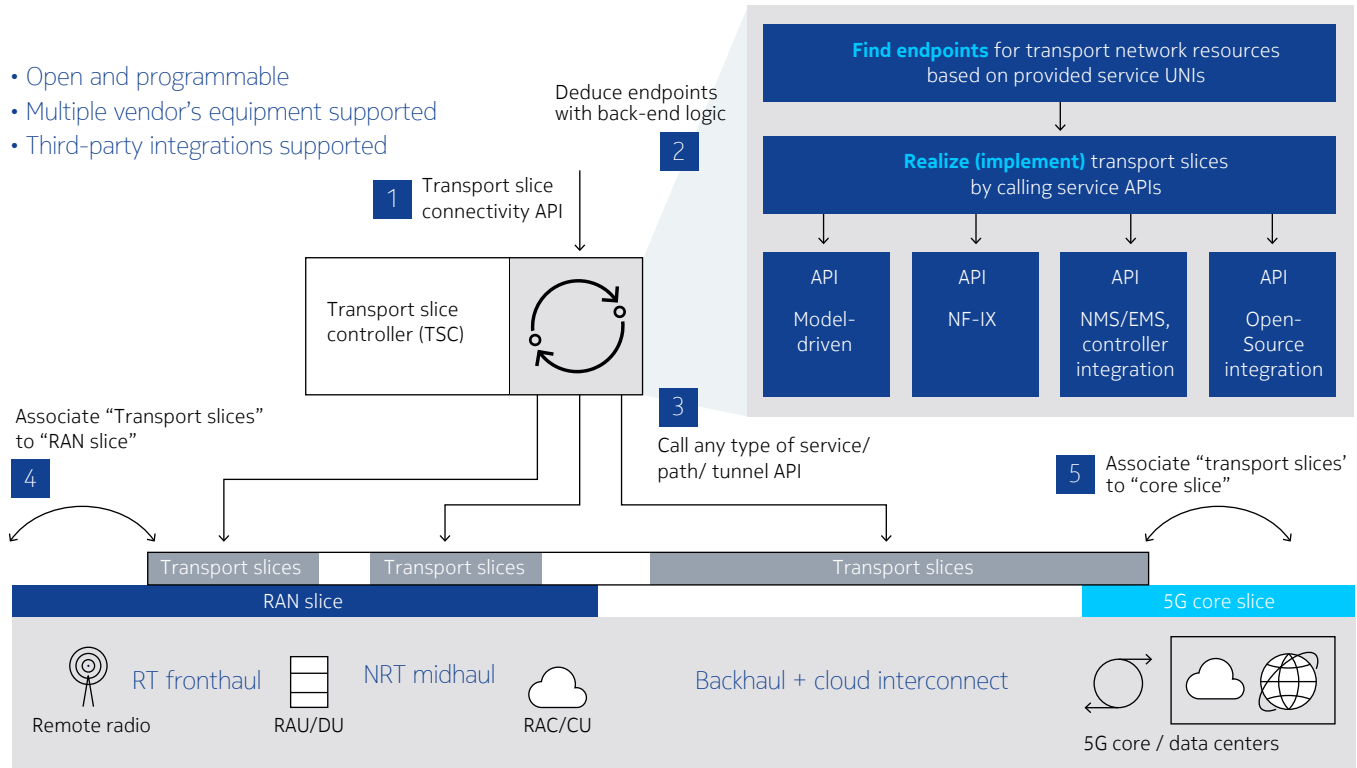 • Open and programmable
• Multiple vendor’s equipment supported
• Third-party integrations supported
1
Transport slice
connectivity API
Deduce endpoints
with back-end logic
2
Find endpoints for transport network resources
based on provided service UNIs
Realize (implement) transport slices
by calling service APIs
API
Model-
driven
API
NF-IX
API
NMS/EMS,
controller
integration
API
Open-
Source
integration
Transport slice
controller (TSC)
3
Call any type of service/
path/ tunnel API
Associate “Transport slices”
to “RAN slice”
4
5
Associate “transport slices’
to “core slice”
Transport slices
Transport slices
Transport slices
RAN slice
5G core slice
Remote radio
RT fronthaul
RAU/DU
NRT midhaul
RAC/CU
Backhaul + cloud interconnect
5G core / data centers